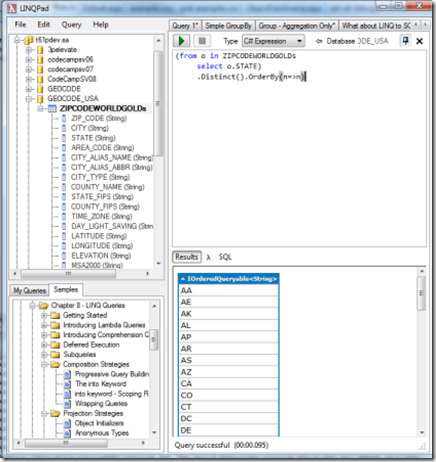 LINQPad
File Edit Query Help
t61pdev.sa
3pelevate
codecampsv06
codecampsv07
CodeCampSV08
GEOCODE
GEOCODE_USA
ZIPCODEWORLDGOLDs
ZIP_CODE (String)
CITY (String)
STATE (String)
AREA_CODE (String)
CITY_ALIAS_NAME (String)
CITY_ALIAS_ABBR (String)
CITY_TYPE (String)
COUNTY_NAME (String)
STATE_FIPS (String)
COUNTY_FIPS (String)
TIME_ZONE (String)
DAY_LIGHT_SAVING (String)
LATITUDE (String)
LONGITUDE (String)
ELEVATION (String)
MSA2000 (String)
My Queries Samples
Chapter 8 - LINQ Queries
Getting Started
Introducing Lambda Queries
Introducing Comprehension Q
Deferred Execution
Subqueries
Composition Strategies
Progressive Query Buildin
The into Keyword
into keyword - Scoping R
Wrapping Queries
Projection Strategies
Object Initializers
Anonymous Types
Query 1* Simple GroupBy Group - Aggregation Only* What about LINQ to SC
Type C# Expression Database DE_USA
(from o in ZIPCODEWORLDGOLDs
select o.STATE)
.Distinct().OrderBy(n=>n)
Results λ SQL
IOrderedQueryable<String>
AA
AE
AK
AL
AP
AR
AS
AZ
CA
CO
CT
DC
DE
Query successful (00:00.095)